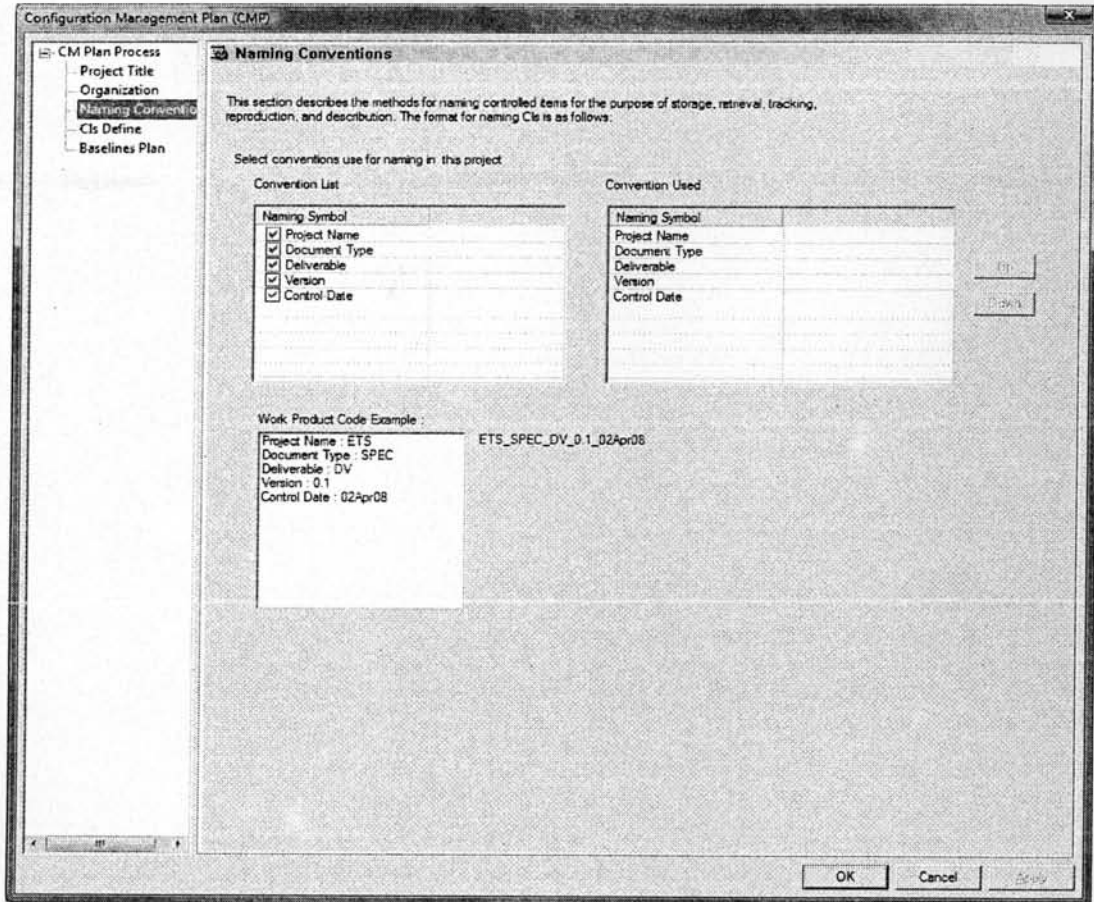 Configuration Management Plan (CMP)
CM Plan Process
Project Title
Organization
Naming Conventio
CIs Define
Baselines Plan
Naming Conventions
This section describes the methods for naming controlled items for the purpose of storage, retrieval, tracking,
reproduction, and describution. The format for naming CIs is as follows:
Select conventions use for naming in this project
Convention List
Naming Symbol
Project Name
Document Type
Deliverable
Version
Control Date
Convention Used
Naming Symbol
Project Name
Document Type
Deliverable
Version
Control Date
Up
Down
Work Product Code Example :
Project Name : ETS
Document Type : SPEC
Deliverable : DV
Version : 0.1
Control Date : 02Apr08
ETS_SPEC_DV_0.1_02Apr08
OK
Cancel
Apply